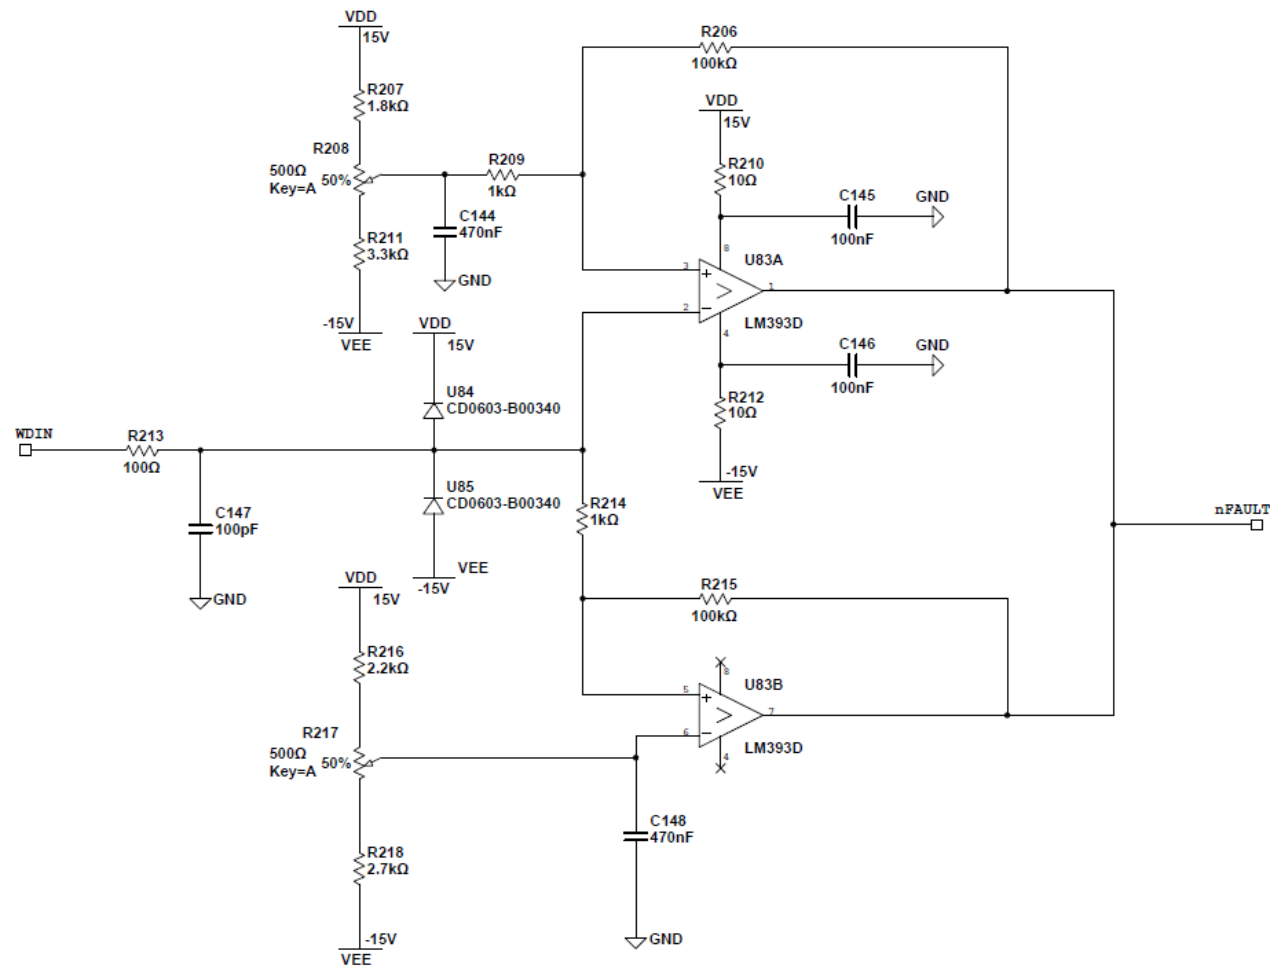 VDD
15V
R207
1.8kΩ
R208
500Ω
Key=A
50%
R211
3.3kΩ
-15V
VEE
R209
1kΩ
C144
470nF
GND
R206
100kΩ
VDD
15V
R210
10Ω
C145
100nF
GND
8
U83A
3
2
1
4
LM393D
C146
100nF
GND
R212
10Ω
-15V
VEE
VDD
15V
U84
CD0603-B00340
WDIN
R213
100Ω
C147
100pF
GND
U85
CD0603-B00340
VEE
-15V
R214
1kΩ
nFAULT
VDD
15V
R216
2.2kΩ
R217
500Ω
Key=A
50%
R218
2.7kΩ
-15V
VEE
R215
100kΩ
8
U83B
5
6
7
4
LM393D
C148
470nF
GND